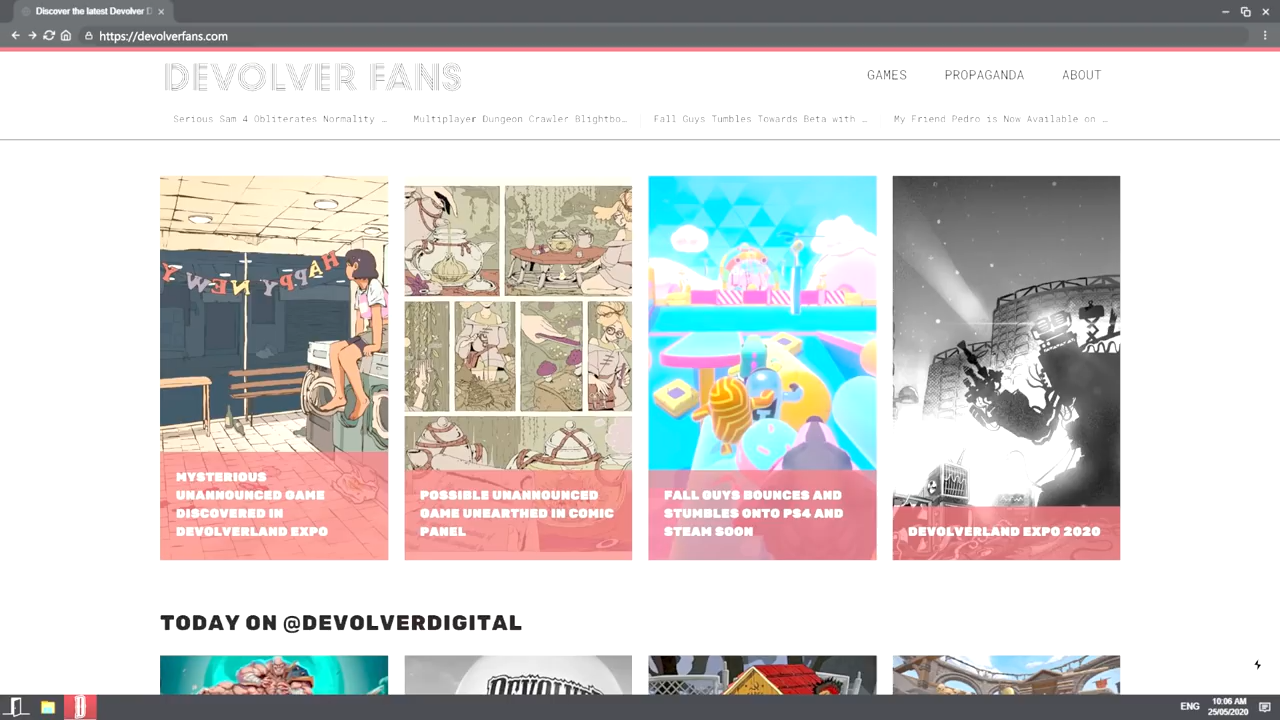 Discover the latest Devolver D
https://devolverfans.com
DEVOLVER FANS
GAMES
PROPAGANDA
ABOUT
Serious Sam 4 Obliterates Normality …
Multiplayer Dungeon Crawler Blightbo…
Fall Guys Tumbles Towards Beta with …
My Friend Pedro is Now Available on …
MYSTERIOUS
UNANNOUNCED GAME
DISCOVERED IN
DEVOLVERLAND EXPO
POSSIBLE UNANNOUNCED
GAME UNEARTHED IN COMIC
PANEL
FALL GUYS BOUNCES AND
STUMBLES ONTO PS4 AND
STEAM SOON
DEVOLVERLAND EXPO 2020
TODAY ON @DEVOLVERDIGITAL
ENG
10:06 AM
25/05/2020